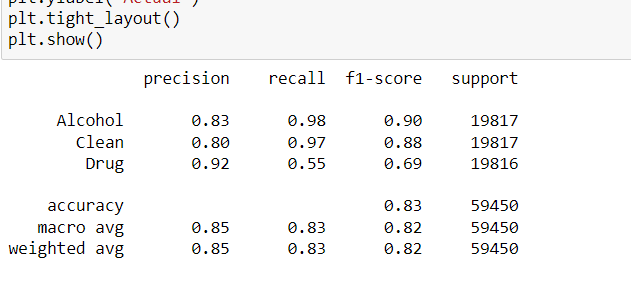 plt.ylabel('Actual')
plt.tight_layout()
plt.show()
precision recall f1-score support
Alcohol 0.83 0.98 0.90 19817
Clean 0.80 0.97 0.88 19817
Drug 0.92 0.55 0.69 19816
accuracy 0.83 59450
macro avg 0.85 0.83 0.82 59450
weighted avg 0.85 0.83 0.82 59450